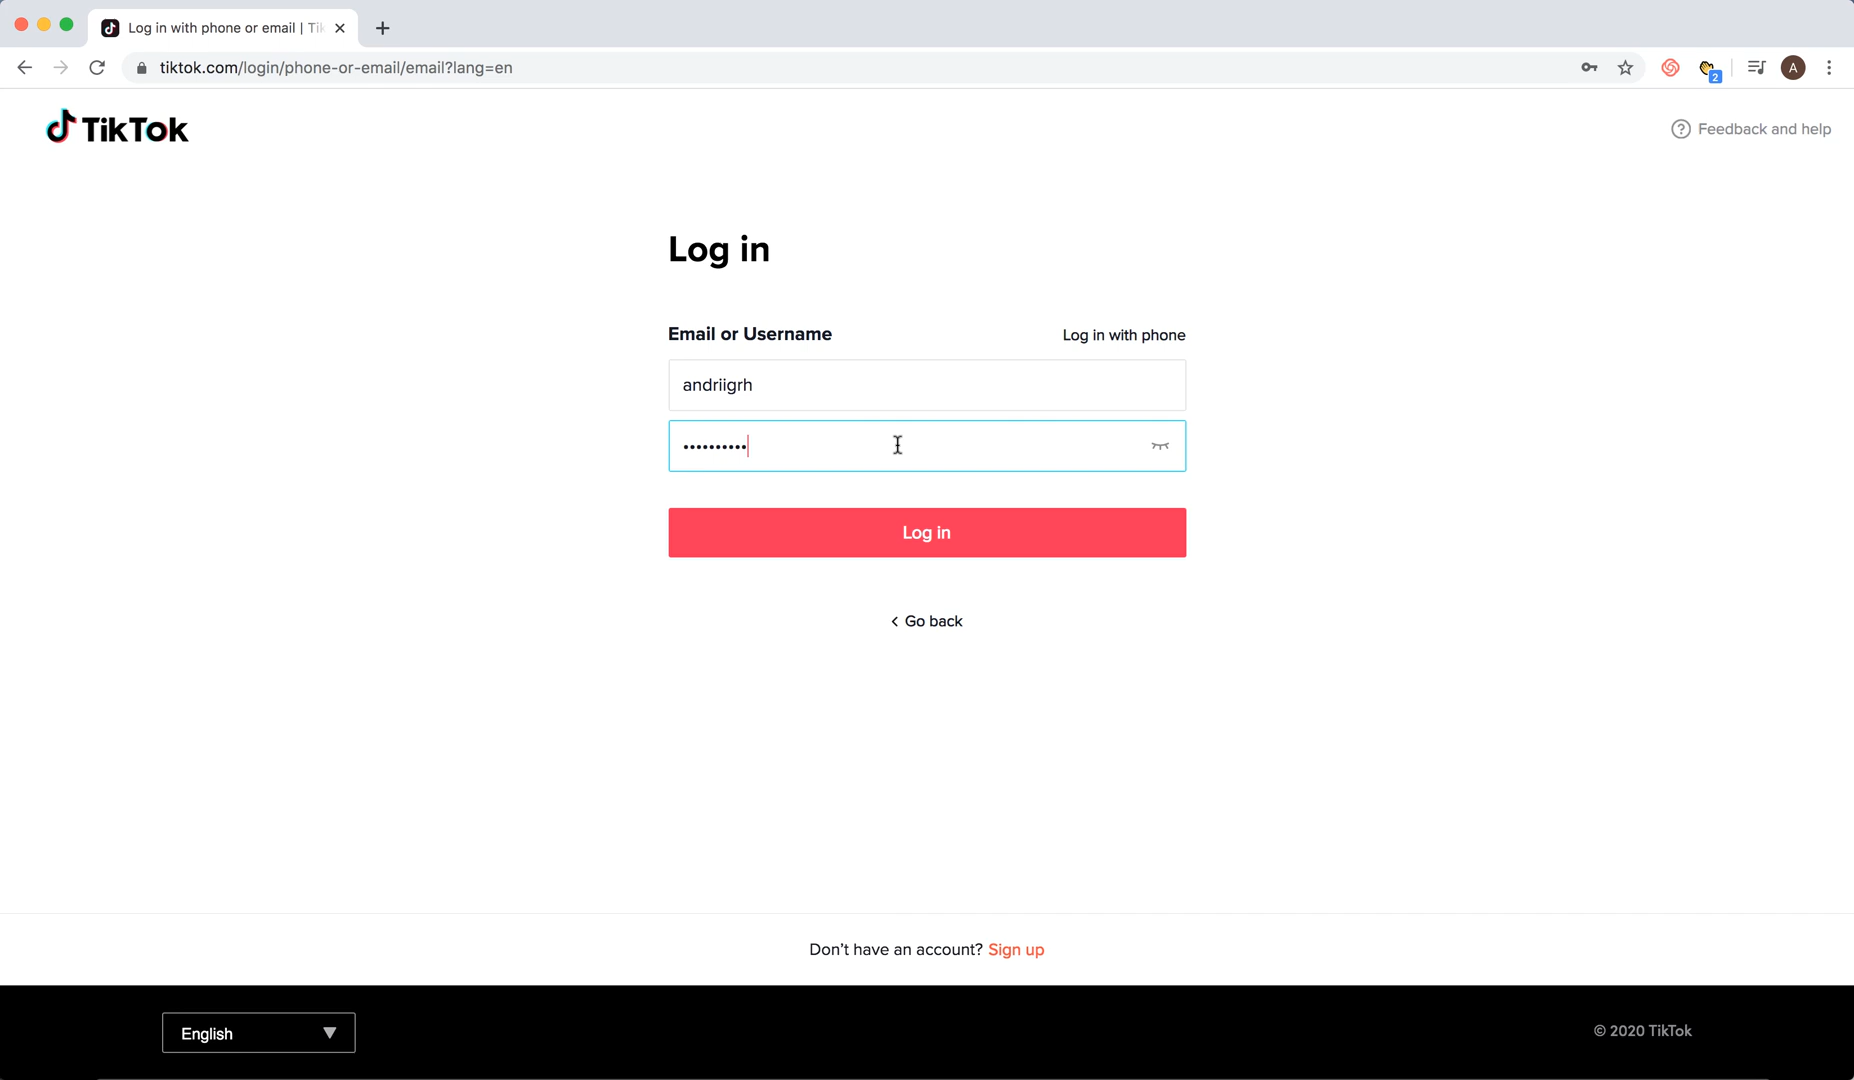 Log in with phone or email | Tik
tiktok.com/login/phone-or-email/email?lang=en
2
A
TikTok
Feedback and help
Log in
Email or Username
Log in with phone
andriigrh
••••••••••
Log in
Go back
Don’t have an account? Sign up
English
© 2020 TikTok